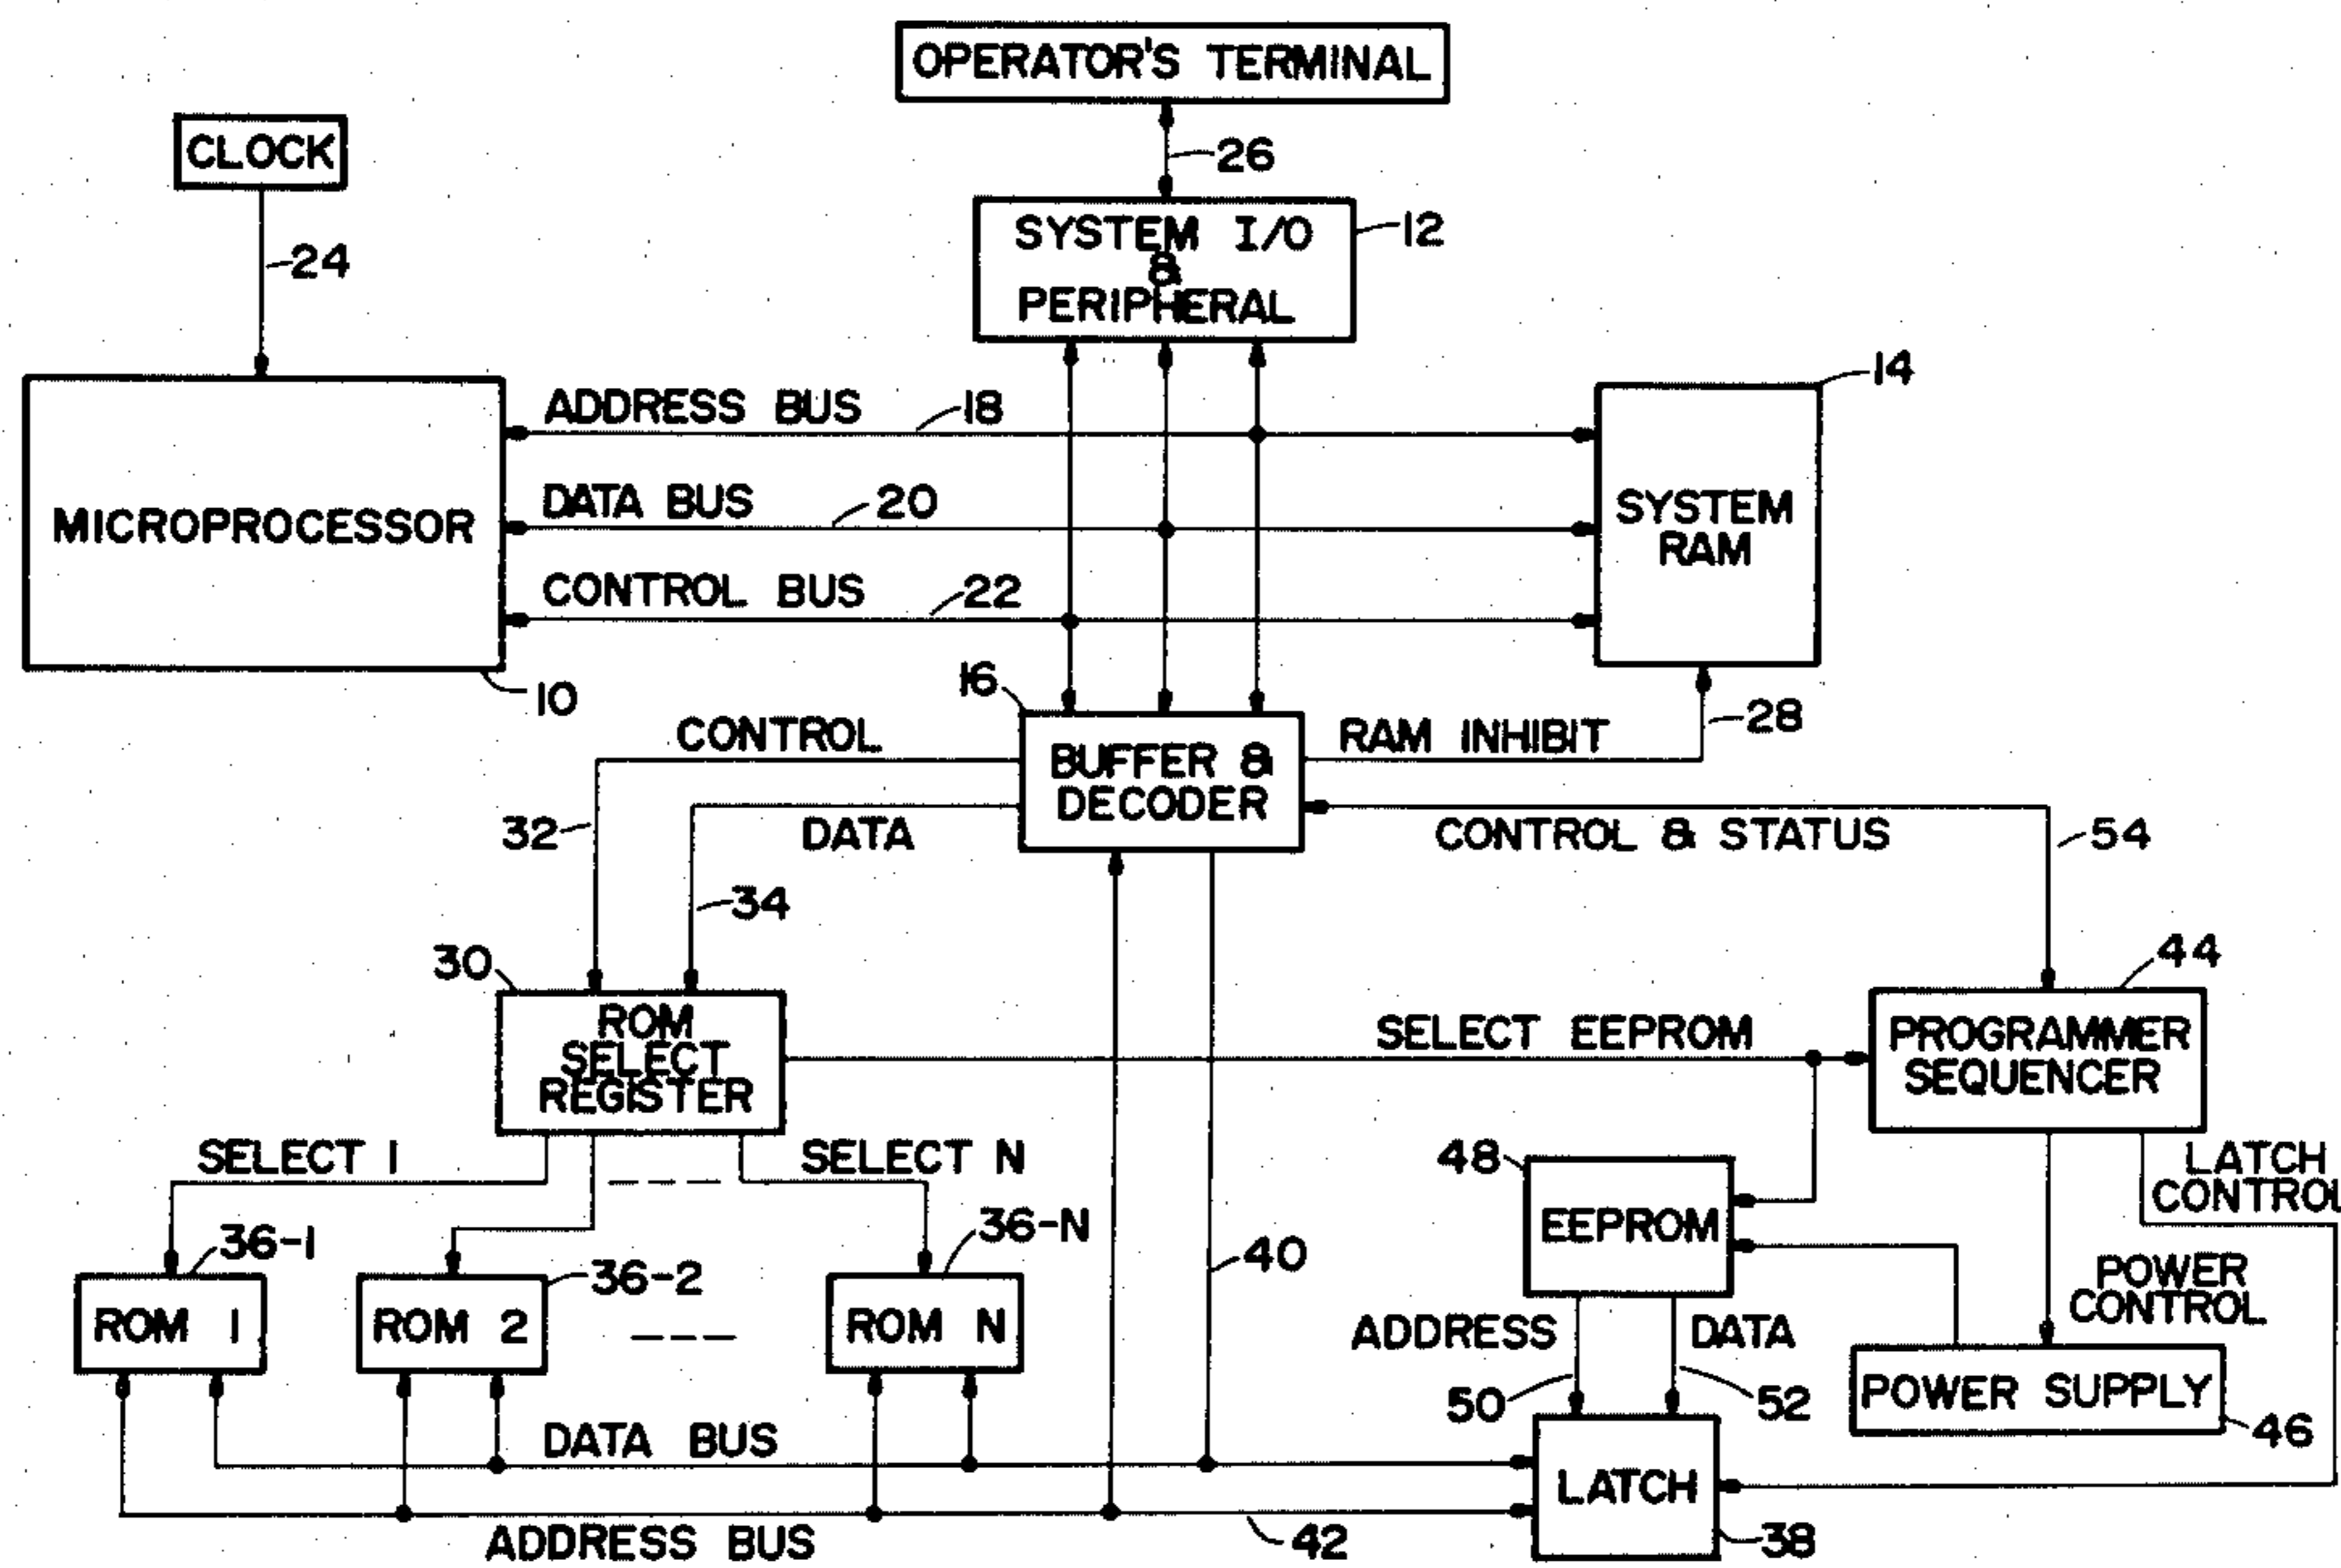 OPERATOR'S TERMINAL
CLOCK
26
24
SYSTEM I/O
&
PERIPHERAL
12
14
ADDRESS BUS
18
DATA BUS
20
CONTROL BUS
22
MICROPROCESSOR
10
SYSTEM
RAM
16
28
CONTROL
RAM INHIBIT
BUFFER &
DECODER
32
DATA
CONTROL & STATUS
54
34
30
44
ROM
SELECT
REGISTER
SELECT EEPROM
PROGRAMMER
SEQUENCER
SELECT 1
SELECT N
48
LATCH
CONTROL
36-1
36-2
36-N
40
EEPROM
POWER
CONTROL
ROM 1
ROM 2
ROM N
ADDRESS
DATA
50
52
POWER SUPPLY
46
DATA BUS
LATCH
ADDRESS BUS
42
38